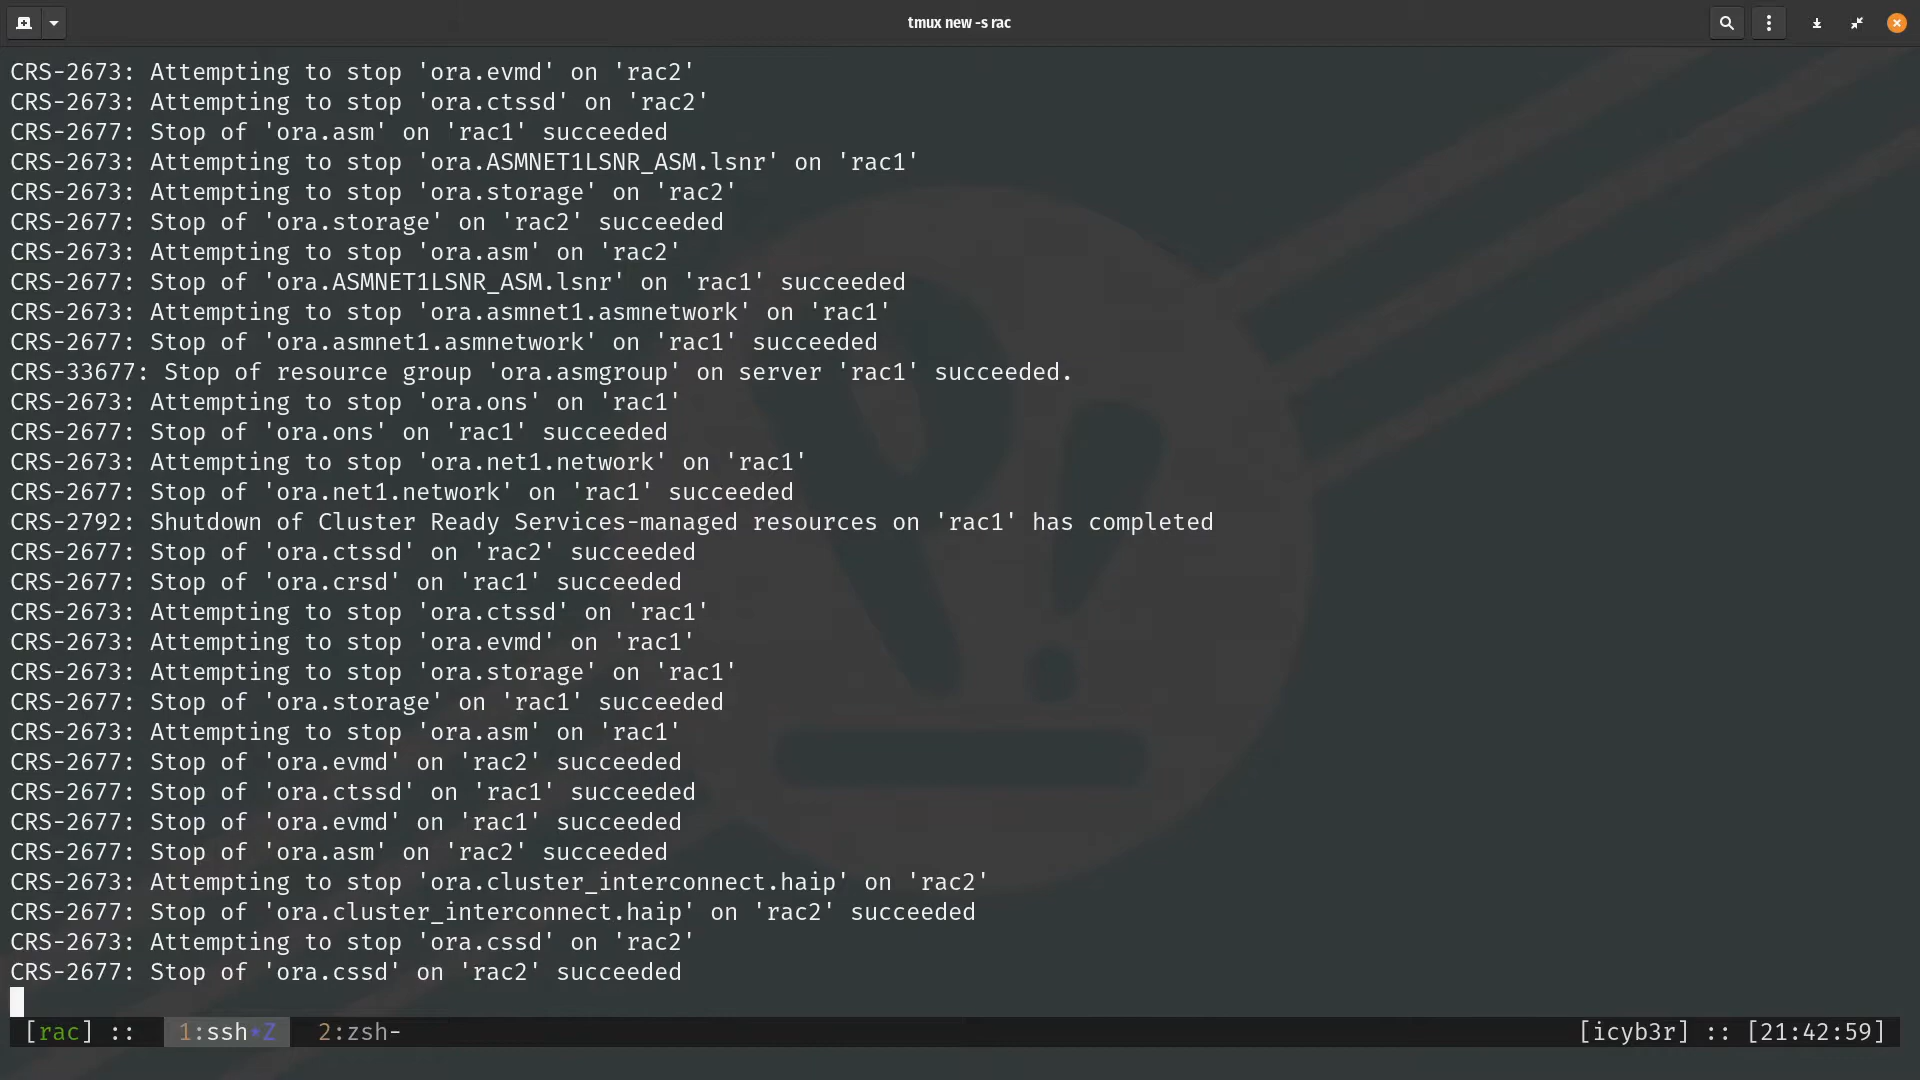 tmux new -s rac
CRS-2673: Attempting to stop 'ora.evmd' on 'rac2'
CRS-2673: Attempting to stop 'ora.ctssd' on 'rac2'
CRS-2677: Stop of 'ora.asm' on 'rac1' succeeded
CRS-2673: Attempting to stop 'ora.ASMNET1LSNR_ASM.lsnr' on 'rac1'
CRS-2673: Attempting to stop 'ora.storage' on 'rac2'
CRS-2677: Stop of 'ora.storage' on 'rac2' succeeded
CRS-2673: Attempting to stop 'ora.asm' on 'rac2'
CRS-2677: Stop of 'ora.ASMNET1LSNR_ASM.lsnr' on 'rac1' succeeded
CRS-2673: Attempting to stop 'ora.asmnet1.asmnetwork' on 'rac1'
CRS-2677: Stop of 'ora.asmnet1.asmnetwork' on 'rac1' succeeded
CRS-33677: Stop of resource group 'ora.asmgroup' on server 'rac1' succeeded.
CRS-2673: Attempting to stop 'ora.ons' on 'rac1'
CRS-2677: Stop of 'ora.ons' on 'rac1' succeeded
CRS-2673: Attempting to stop 'ora.net1.network' on 'rac1'
CRS-2677: Stop of 'ora.net1.network' on 'rac1' succeeded
CRS-2792: Shutdown of Cluster Ready Services-managed resources on 'rac1' has completed
CRS-2677: Stop of 'ora.ctssd' on 'rac2' succeeded
CRS-2677: Stop of 'ora.crsd' on 'rac1' succeeded
CRS-2673: Attempting to stop 'ora.ctssd' on 'rac1'
CRS-2673: Attempting to stop 'ora.evmd' on 'rac1'
CRS-2673: Attempting to stop 'ora.storage' on 'rac1'
CRS-2677: Stop of 'ora.storage' on 'rac1' succeeded
CRS-2673: Attempting to stop 'ora.asm' on 'rac1'
CRS-2677: Stop of 'ora.evmd' on 'rac2' succeeded
CRS-2677: Stop of 'ora.ctssd' on 'rac1' succeeded
CRS-2677: Stop of 'ora.evmd' on 'rac1' succeeded
CRS-2677: Stop of 'ora.asm' on 'rac2' succeeded
CRS-2673: Attempting to stop 'ora.cluster_interconnect.haip' on 'rac2'
CRS-2677: Stop of 'ora.cluster_interconnect.haip' on 'rac2' succeeded
CRS-2673: Attempting to stop 'ora.cssd' on 'rac2'
CRS-2677: Stop of 'ora.cssd' on 'rac2' succeeded
[rac] :: 1:ssh*Z 2:zsh- [icyb3r] :: [21:42:59]